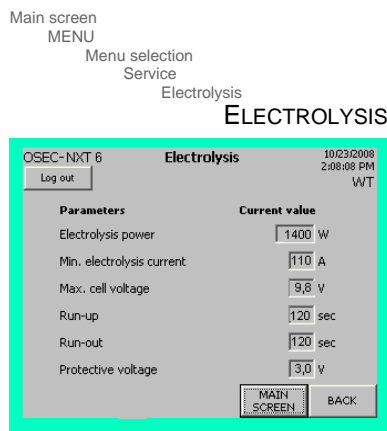 Main screen
MENU
Menu selection
Service
Electrolysis
ELECTROLYSIS
OSEC-NXT 6 Electrolysis 10/23/2008
2:08:08 PM
Log out WT
Parameters Current value
Electrolysis power 1400 W
Min. electrolysis current 110 A
Max. cell voltage 9,8 V
Run-up 120 sec
Run-out 120 sec
Protective voltage 3,0 V
MAIN
SCREEN BACK